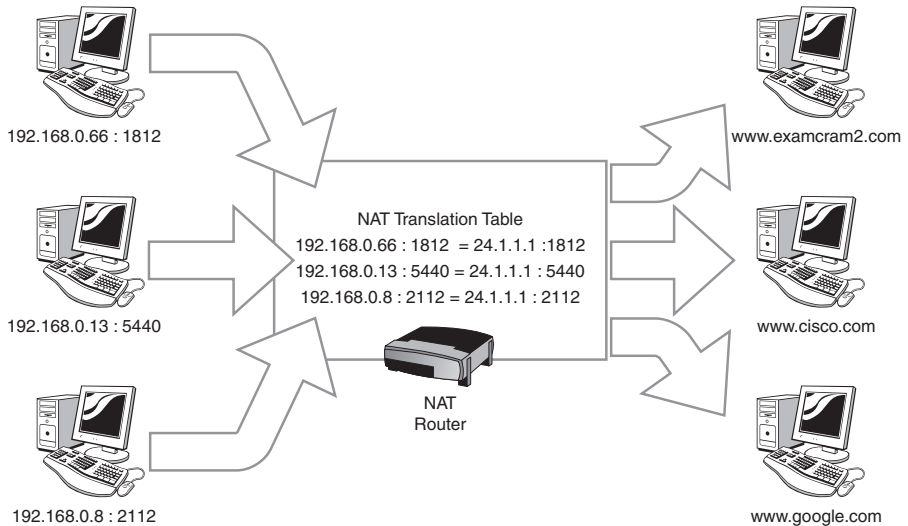 192.168.0.66 : 1812
www.examcram2.com
NAT Translation Table
192.168.0.66 : 1812 = 24.1.1.1 :1812
192.168.0.13 : 5440 = 24.1.1.1 : 5440
192.168.0.8 : 2112 = 24.1.1.1 : 2112
192.168.0.13 : 5440
www.cisco.com
NAT
Router
192.168.0.8 : 2112
www.google.com